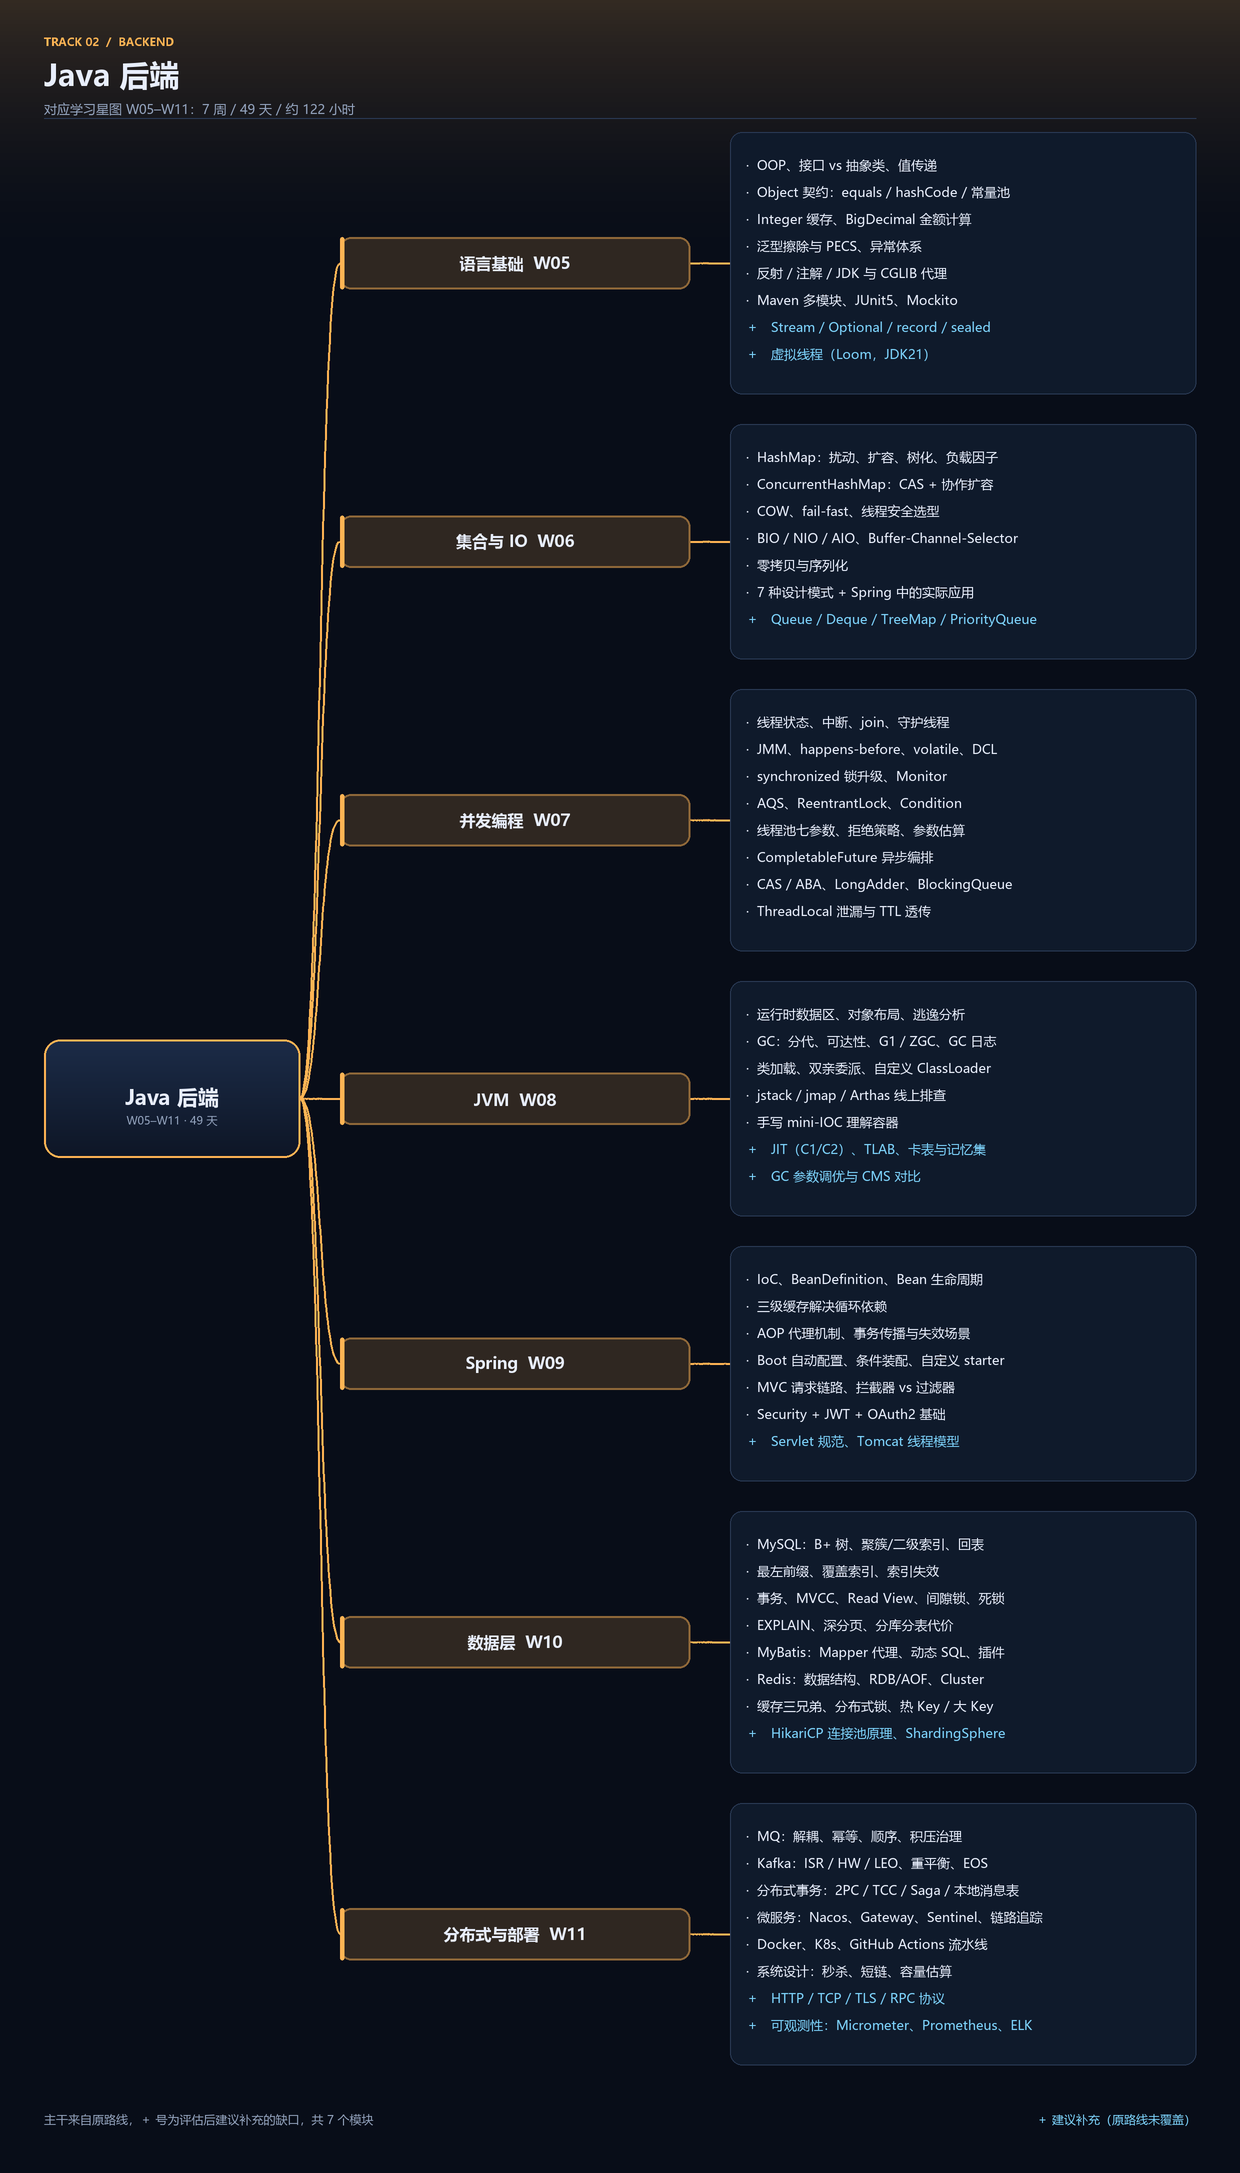 TRACK 02 / BACKEND
Java 后端
对应学习星图 W05–W11：7 周 / 49 天 / 约 122 小时
Java 后端
W05–W11 · 49 天
语言基础 W05
· OOP、接口 vs 抽象类、值传递
· Object 契约：equals / hashCode / 常量池
· Integer 缓存、BigDecimal 金额计算
· 泛型擦除与 PECS、异常体系
· 反射 / 注解 / JDK 与 CGLIB 代理
· Maven 多模块、JUnit5、Mockito
+ Stream / Optional / record / sealed
+ 虚拟线程（Loom，JDK21）
集合与 IO W06
· HashMap：扰动、扩容、树化、负载因子
· ConcurrentHashMap：CAS + 协作扩容
· COW、fail-fast、线程安全选型
· BIO / NIO / AIO、Buffer-Channel-Selector
· 零拷贝与序列化
· 7 种设计模式 + Spring 中的实际应用
+ Queue / Deque / TreeMap / PriorityQueue
并发编程 W07
· 线程状态、中断、join、守护线程
· JMM、happens-before、volatile、DCL
· synchronized 锁升级、Monitor
· AQS、ReentrantLock、Condition
· 线程池七参数、拒绝策略、参数估算
· CompletableFuture 异步编排
· CAS / ABA、LongAdder、BlockingQueue
· ThreadLocal 泄漏与 TTL 透传
JVM W08
· 运行时数据区、对象布局、逃逸分析
· GC：分代、可达性、G1 / ZGC、GC 日志
· 类加载、双亲委派、自定义 ClassLoader
· jstack / jmap / Arthas 线上排查
· 手写 mini-IOC 理解容器
+ JIT（C1/C2）、TLAB、卡表与记忆集
+ GC 参数调优与 CMS 对比
Spring W09
· IoC、BeanDefinition、Bean 生命周期
· 三级缓存解决循环依赖
· AOP 代理机制、事务传播与失效场景
· Boot 自动配置、条件装配、自定义 starter
· MVC 请求链路、拦截器 vs 过滤器
· Security + JWT + OAuth2 基础
+ Servlet 规范、Tomcat 线程模型
数据层 W10
· MySQL：B+ 树、聚簇/二级索引、回表
· 最左前缀、覆盖索引、索引失效
· 事务、MVCC、Read View、间隙锁、死锁
· EXPLAIN、深分页、分库分表代价
· MyBatis：Mapper 代理、动态 SQL、插件
· Redis：数据结构、RDB/AOF、Cluster
· 缓存三兄弟、分布式锁、热 Key / 大 Key
+ HikariCP 连接池原理、ShardingSphere
分布式与部署 W11
· MQ：解耦、幂等、顺序、积压治理
· Kafka：ISR / HW / LEO、重平衡、EOS
· 分布式事务：2PC / TCC / Saga / 本地消息表
· 微服务：Nacos、Gateway、Sentinel、链路追踪
· Docker、K8s、GitHub Actions 流水线
· 系统设计：秒杀、短链、容量估算
+ HTTP / TCP / TLS / RPC 协议
+ 可观测性：Micrometer、Prometheus、ELK
主干来自原路线， + 号为评估后建议补充的缺口，共 7 个模块
+ 建议补充（原路线未覆盖）